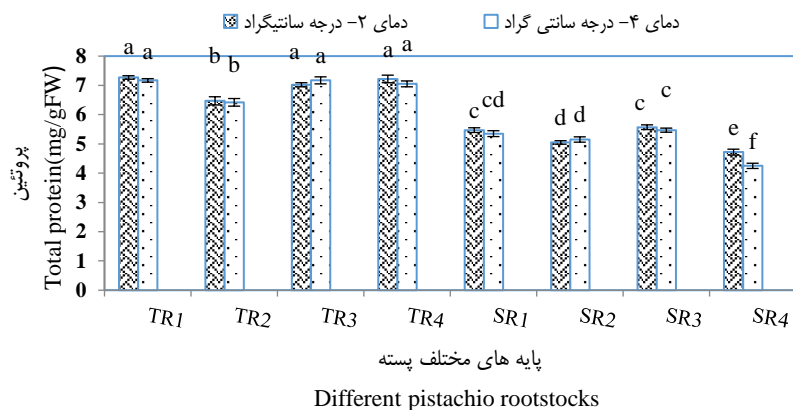 دمای ۲- درجه سانتیگراد دمای ۴- درجه سانتی گراد
a a b b a a a a c cd d d c c e f
8
7
6
5
4
3
2
1
0
پروتئین
Total protein(mg/gFW)
TR1 TR2 TR3 TR4 SR1 SR2 SR3 SR4
پایه های مختلف پسته
Different pistachio rootstocks